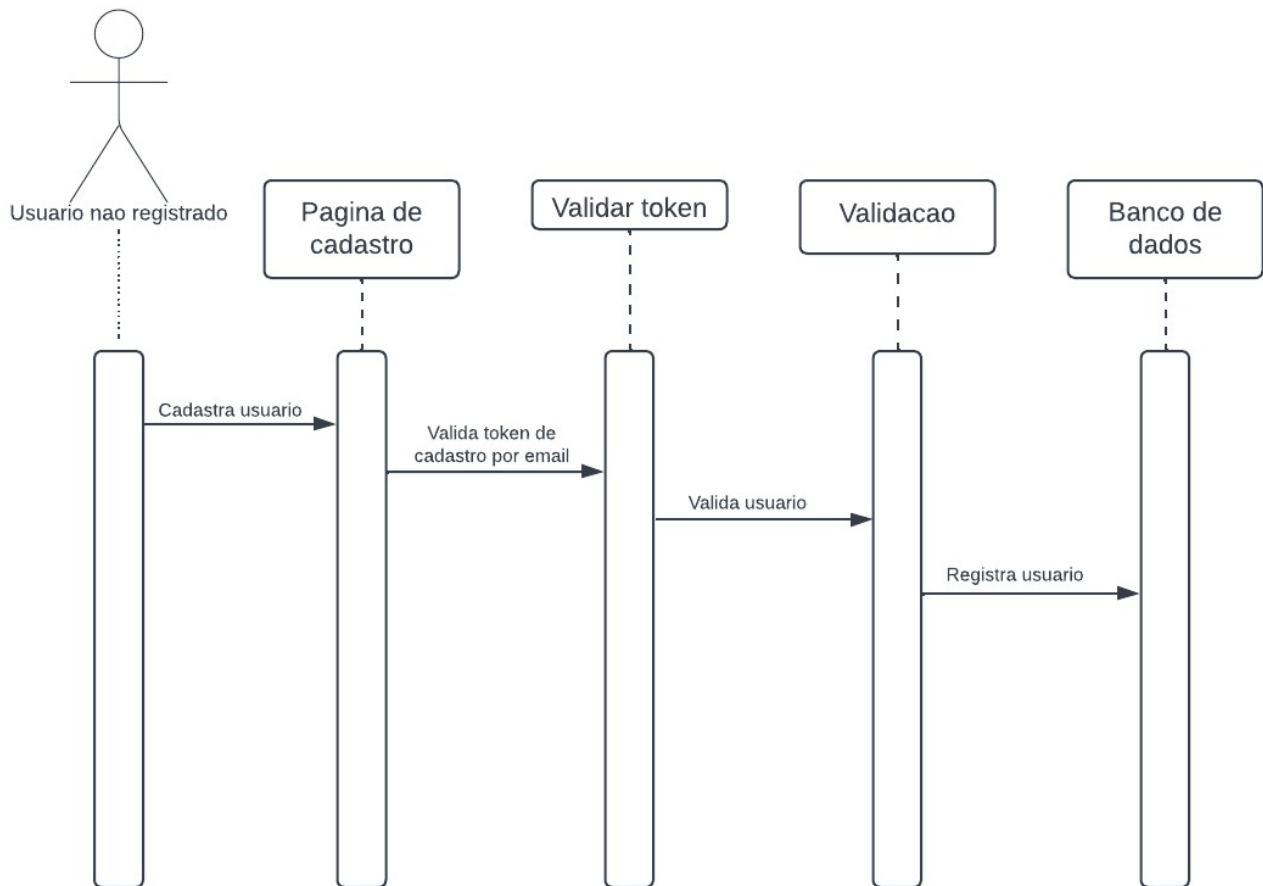 Usuario nao registrado
Pagina de
cadastro
Validar token
Validacao
Banco de
dados
Cadastra usuario
Valida token de
cadastro por email
Valida usuario
Registra usuario